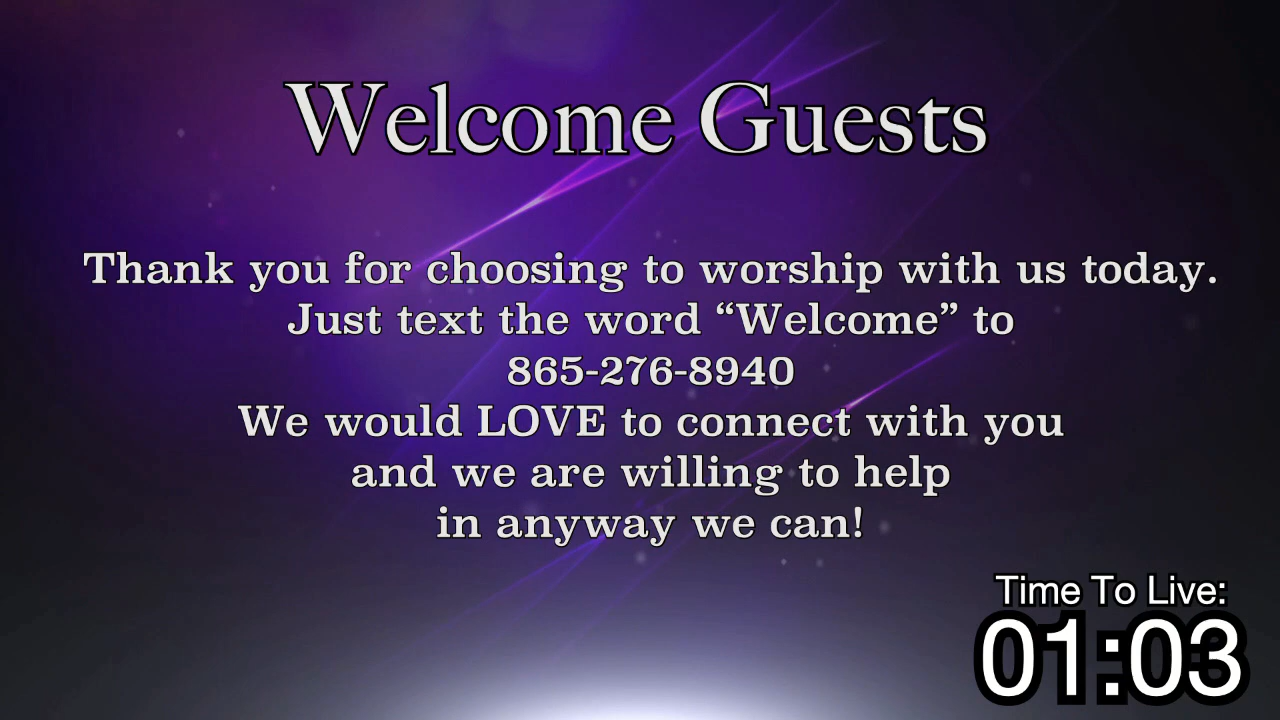 Welcome Guests
Thank you for choosing to worship with us today.
Just text the word “Welcome” to
865-276-8940
We would LOVE to connect with you
and we are willing to help
in anyway we can!
Time To Live:
01:03